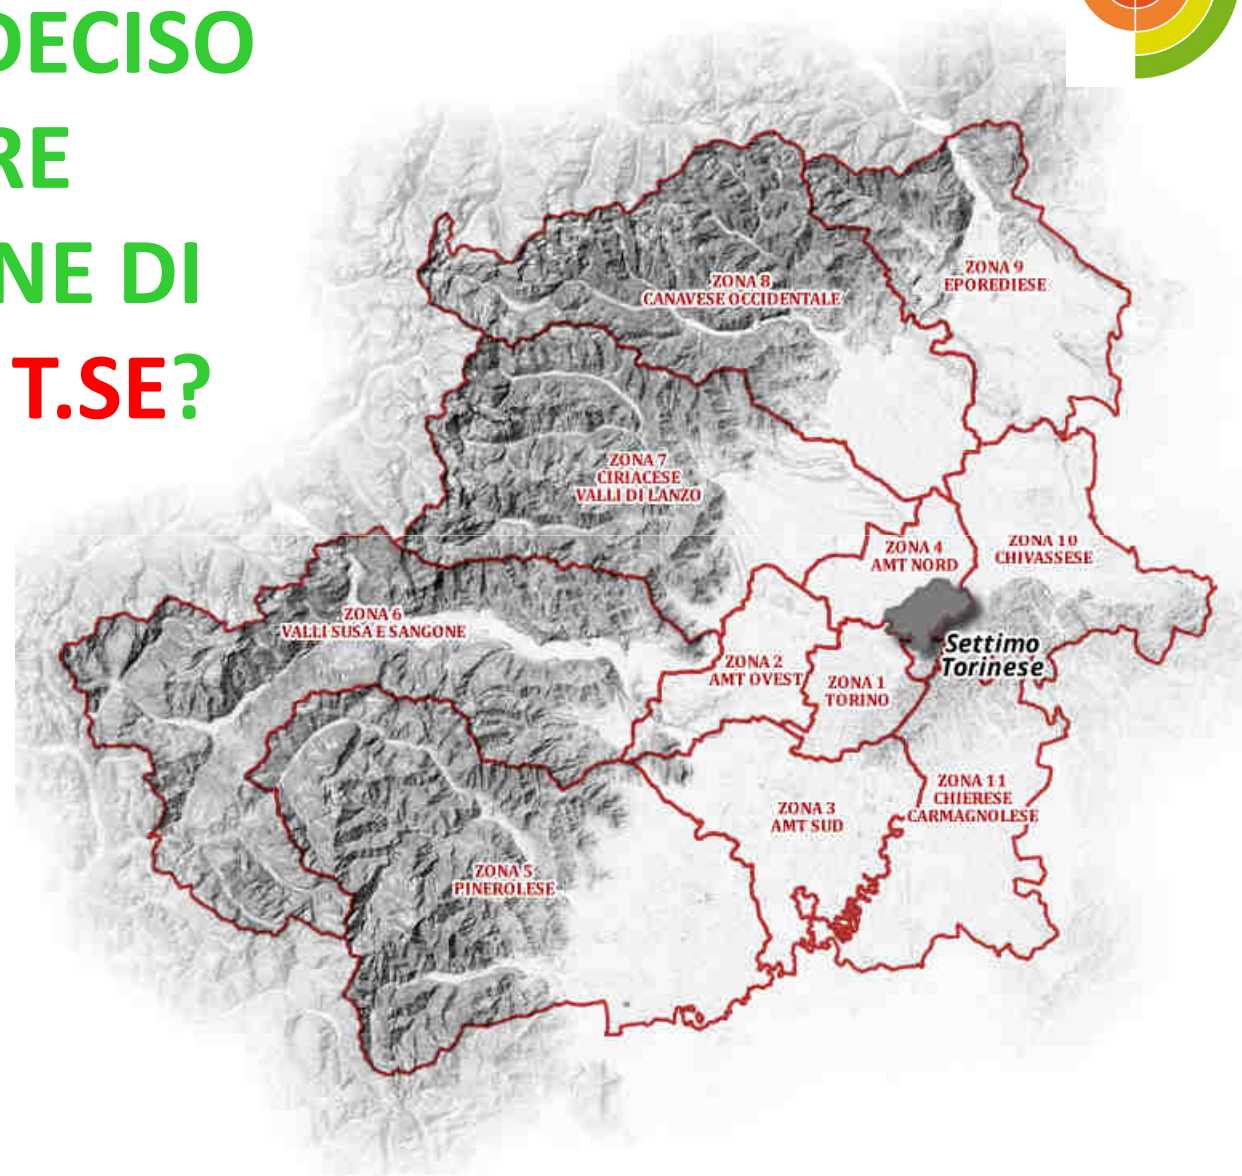 DECISO
RE
NE DI
T.SE?
ZONA 9
EPOREDIESE
ZONA 8
CANAVESE OCCIDENTALE
ZONA 7
CIRIACESE
VALLI DI LANZO
ZONA 4
AMT NORD
ZONA 10
CHIVASSESE
ZONA 6
VALLI SUSA E SANGONE
Settimo
Torinese
ZONA 2
AMT OVEST
ZONA 1
TORINO
ZONA 3
AMT SUD
ZONA 11
CHIERESE
CARMAGNOLESE
ZONA 5
PINEROLESE